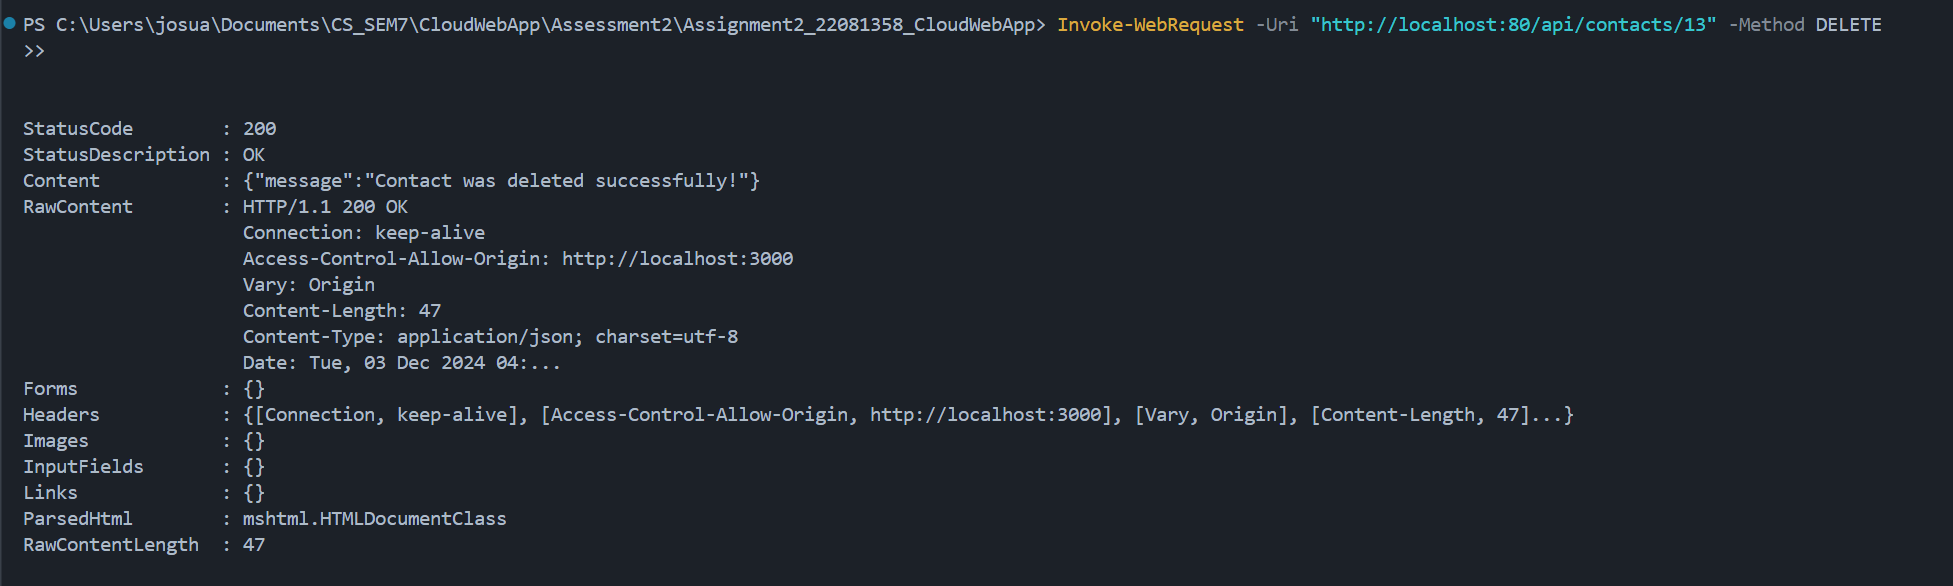 PS C:\Users\josua\Documents\CS_SEM7\CloudWebApp\Assessment2\Assignment2_22081358_CloudWebApp> Invoke-WebRequest -Uri "http://localhost:80/api/contacts/13" -Method DELETE
>>
StatusCode        : 200
StatusDescription : OK
Content           : {"message":"Contact was deleted successfully!"}
RawContent        : HTTP/1.1 200 OK
                    Connection: keep-alive
                    Access-Control-Allow-Origin: http://localhost:3000
                    Vary: Origin
                    Content-Length: 47
                    Content-Type: application/json; charset=utf-8
                    Date: Tue, 03 Dec 2024 04:...
Forms             : {}
Headers           : {[Connection, keep-alive], [Access-Control-Allow-Origin, http://localhost:3000], [Vary, Origin], [Content-Length, 47]...}
Images            : {}
InputFields       : {}
Links             : {}
ParsedHtml        : mshtml.HTMLDocumentClass
RawContentLength  : 47